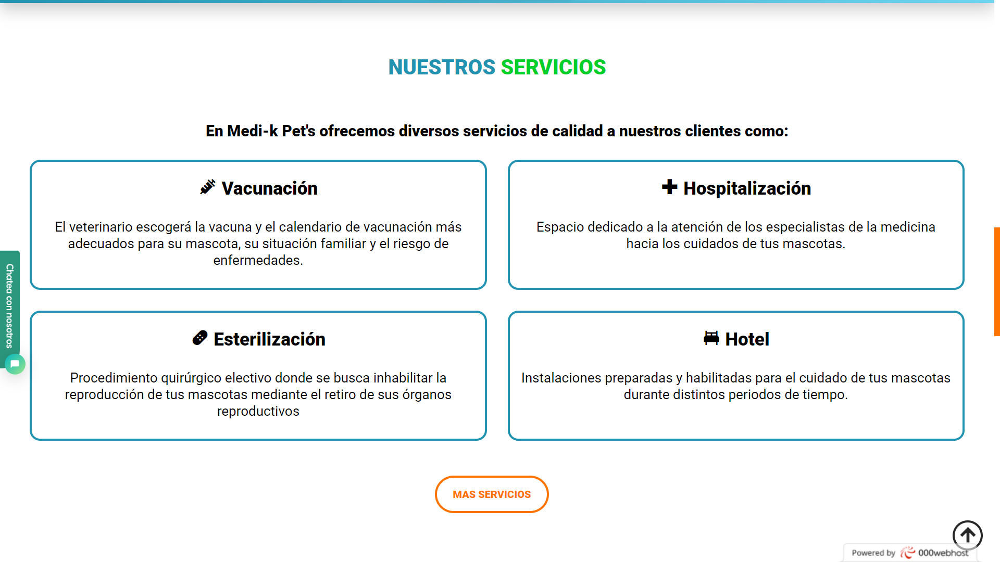 NUESTROS SERVICIOS
En Medi-k Pet's ofrecemos diversos servicios de calidad a nuestros clientes como:
Vacunación
El veterinario escogerá la vacuna y el calendario de vacunación más
adecuados para su mascota, su situación familiar y el riesgo de
enfermedades.
Hospitalización
Espacio dedicado a la atención de los especialistas de la medicina
hacia los cuidados de tus mascotas.
Esterilización
Procedimiento quirúrgico electivo donde se busca inhabilitar la
reproducción de tus mascotas mediante el retiro de sus órganos
reproductivos
Hotel
Instalaciones preparadas y habilitadas para el cuidado de tus mascotas
durante distintos periodos de tiempo.
MAS SERVICIOS
Chatea con nosotros
Powered by 000webhost